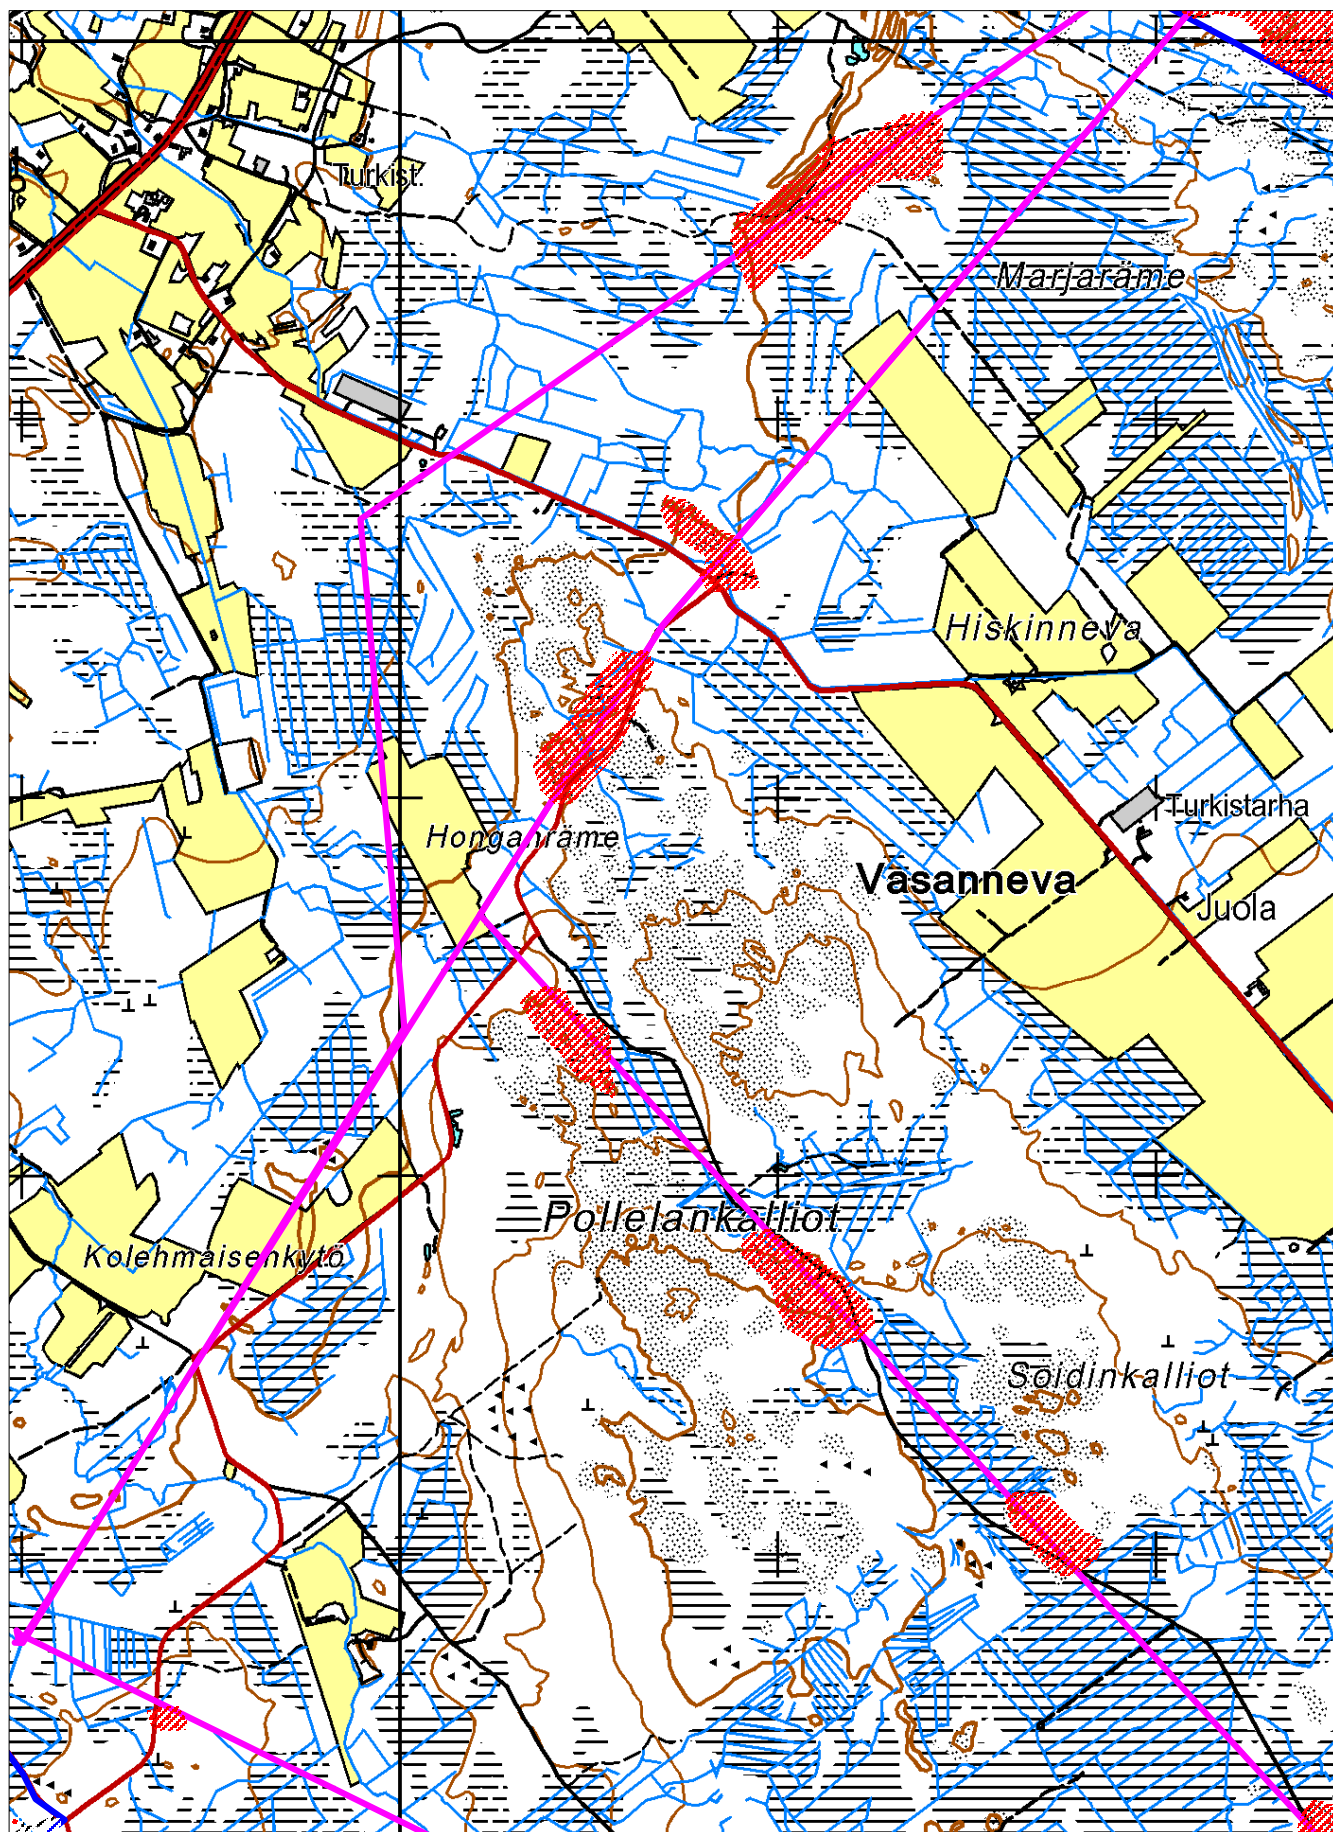 Turkist.
Marjaräme
Hiskinneva
Turkistarha
Honganräme
Vasanneva
Juola
Pollelankalliot
Kolehmaisenkytö
Soidinkalliot